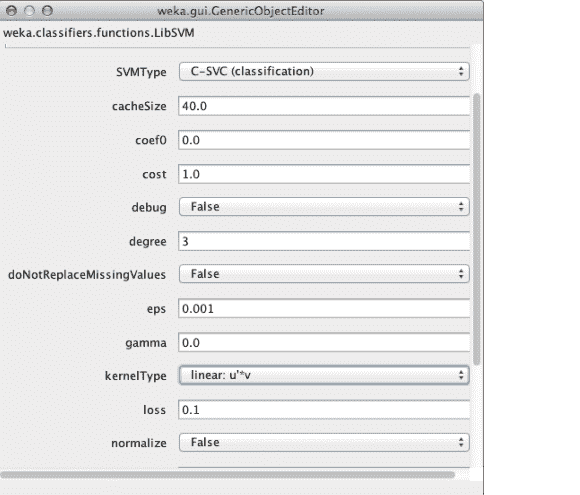 weka.gui.GenericObjectEditor
weka.classifiers.functions.LibSVM
SVMType C-SVC (classification)
cacheSize 40.0
coef0 0.0
cost 1.0
debug False
degree 3
doNotReplaceMissingValues False
eps 0.001
gamma 0.0
kernelType linear: u'*v
loss 0.1
normalize False